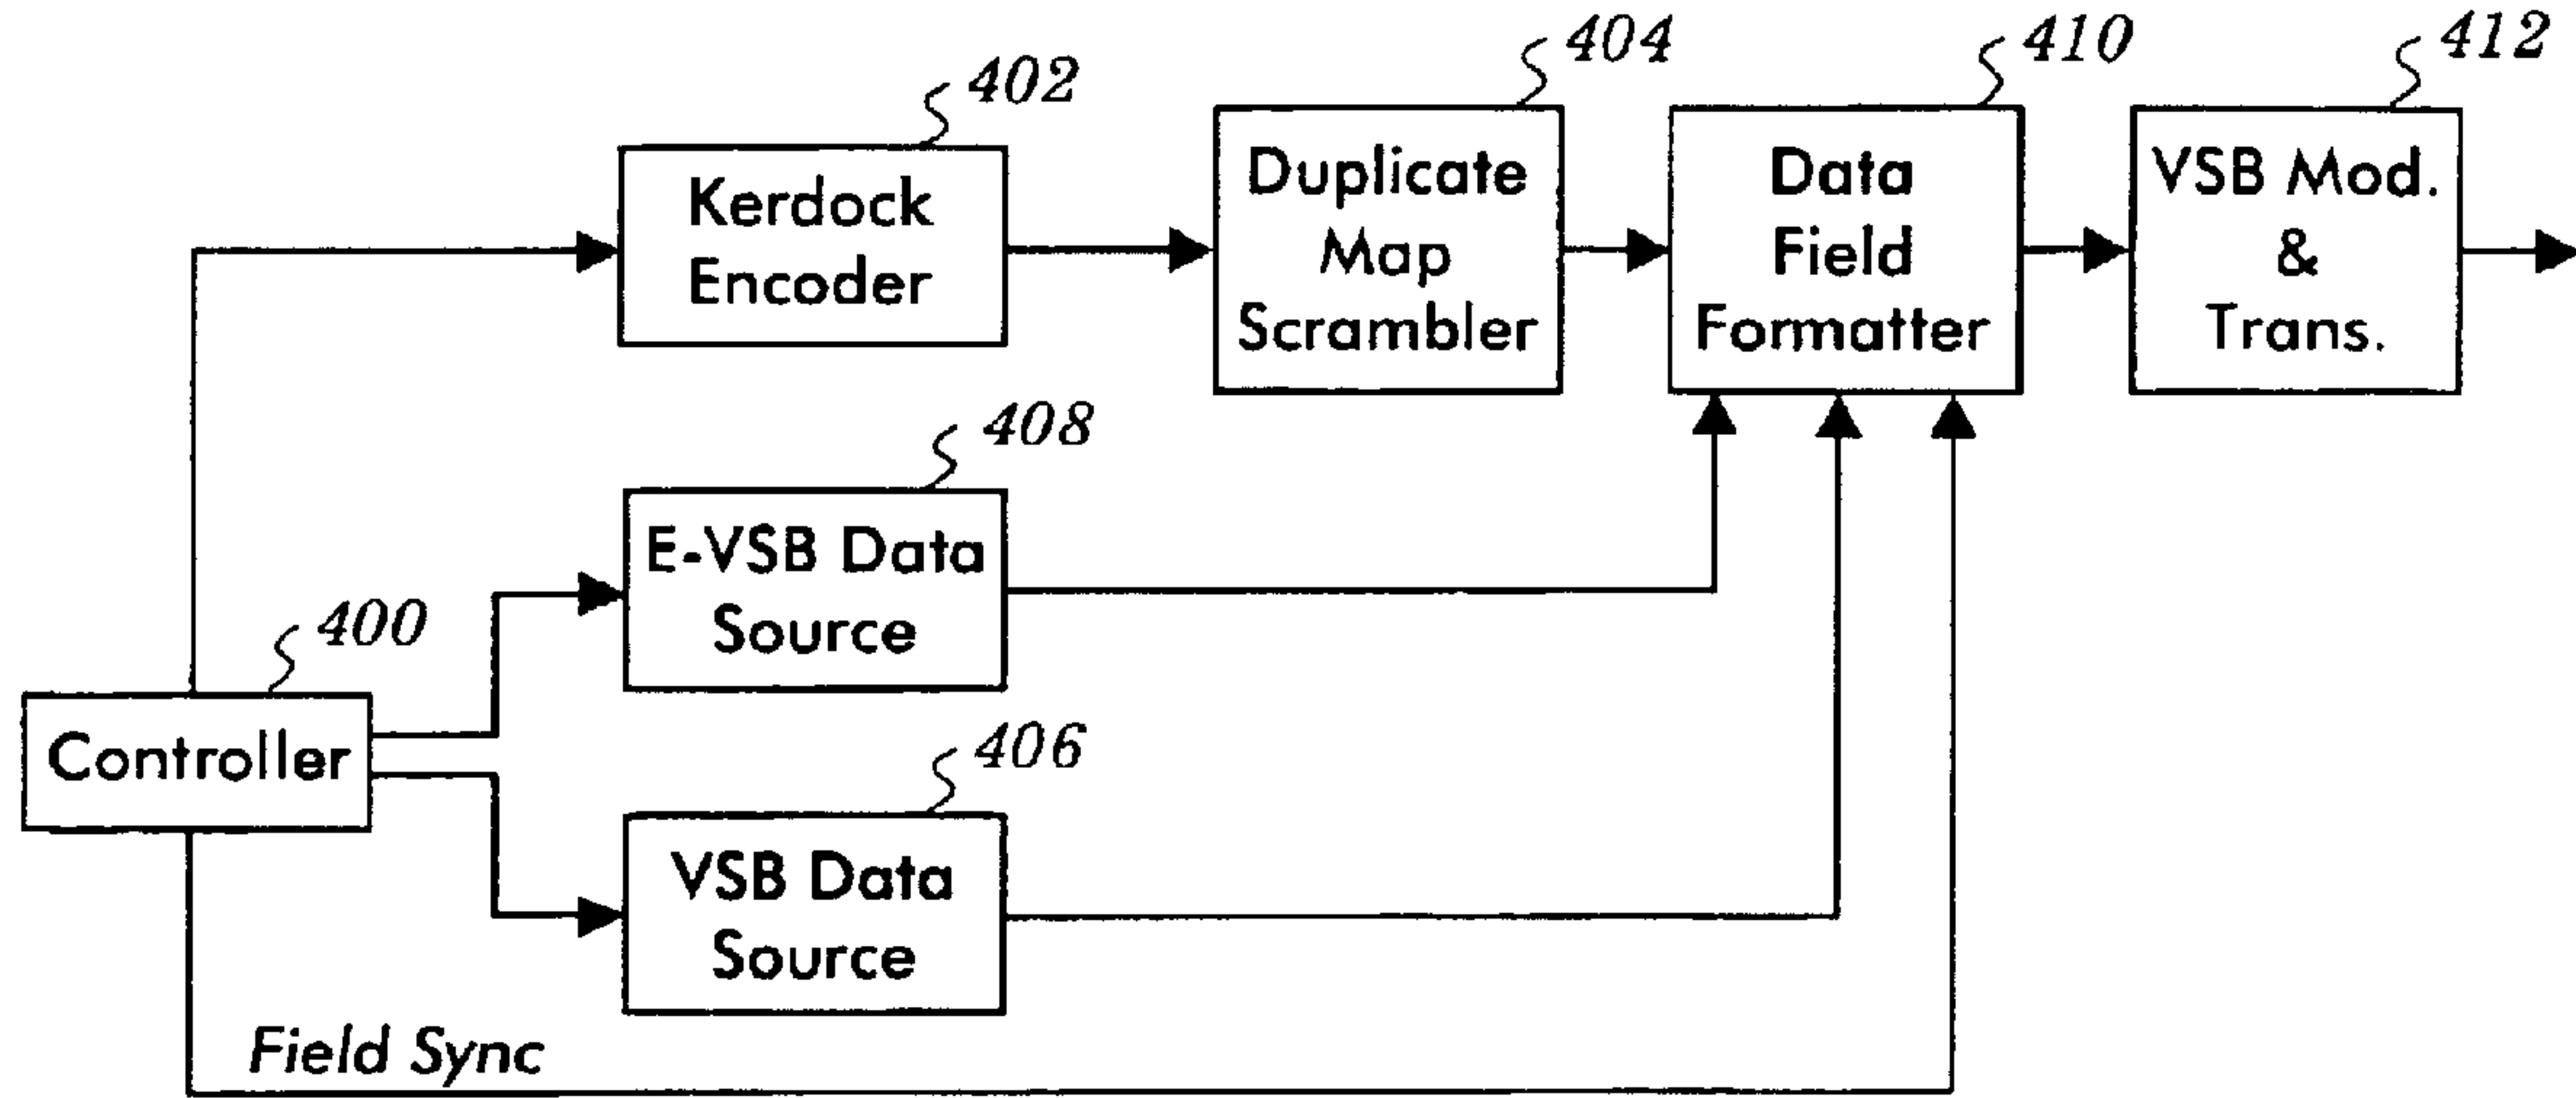 402
Kerdock
Encoder
404
Duplicate
Map
Scrambler
410
Data
Field
Formatter
412
VSB Mod.
&
Trans.
408
E-VSB Data
Source
400
Controller
406
VSB Data
Source
Field Sync